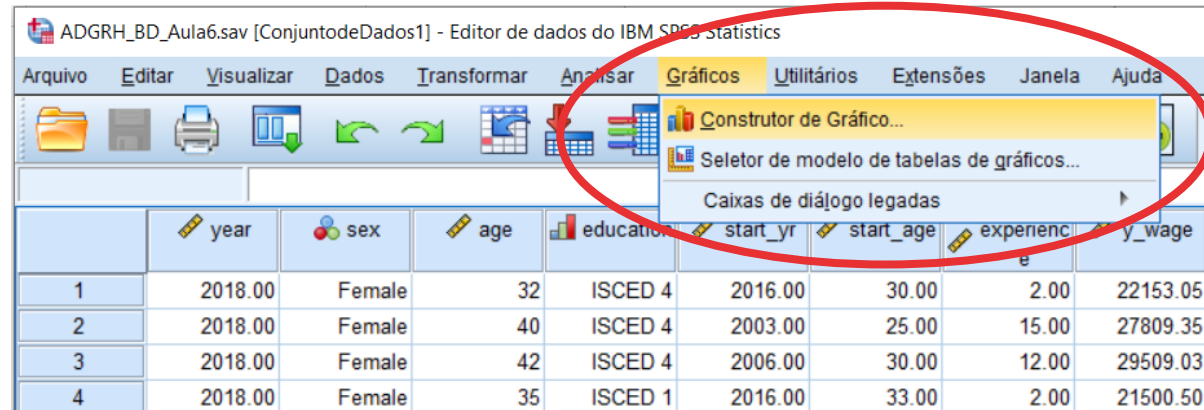 ADGRH_BD_Aula6.sav [ConjuntodeDados1] - Editor de dados do IBM SPSS Statistics
Arquivo Editar Visualizar Dados Transformar Analisar Gráficos Utilitários Extensões Janela Ajuda
Construtor de Gráfico...
Seletor de modelo de tabelas de gráficos...
Caixas de diálogo legadas
year sex age education start_yr start_age experienc y_wage
e
1 2018.00 Female 32 ISCED 4 2016.00 30.00 2.00 22153.05
2 2018.00 Female 40 ISCED 4 2003.00 25.00 15.00 27809.35
3 2018.00 Female 42 ISCED 4 2006.00 30.00 12.00 29509.03
4 2018.00 Female 35 ISCED 1 2016.00 33.00 2.00 21500.50